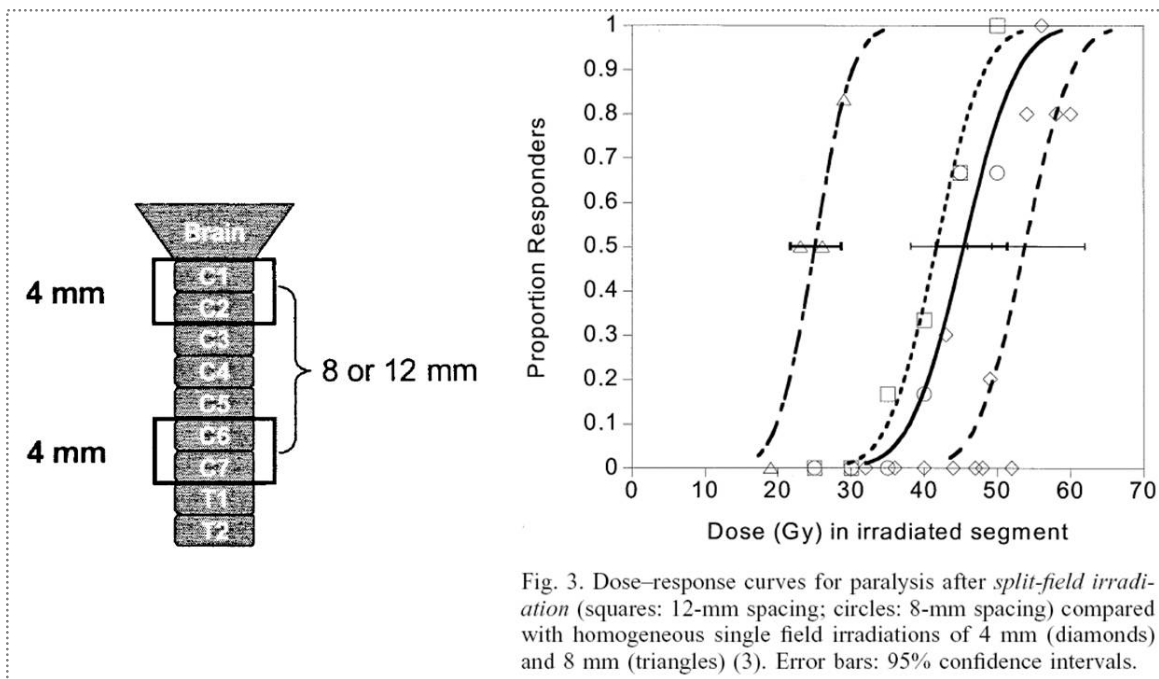 Brain
C1
4 mm
C2
C3
C4
8 or 12 mm
C5
C6
4 mm
C7
T1
T2
Proportion Responders
1
0.9
0.8
0.7
0.6
0.5
0.4
0.3
0.2
0.1
0
0 10 20 30 40 50 60 70
Dose (Gy) in irradiated segment
Fig. 3. Dose–response curves for paralysis after split-field irradi-
ation (squares: 12-mm spacing; circles: 8-mm spacing) compared
with homogeneous single field irradiations of 4 mm (diamonds)
and 8 mm (triangles) (3). Error bars: 95% confidence intervals.